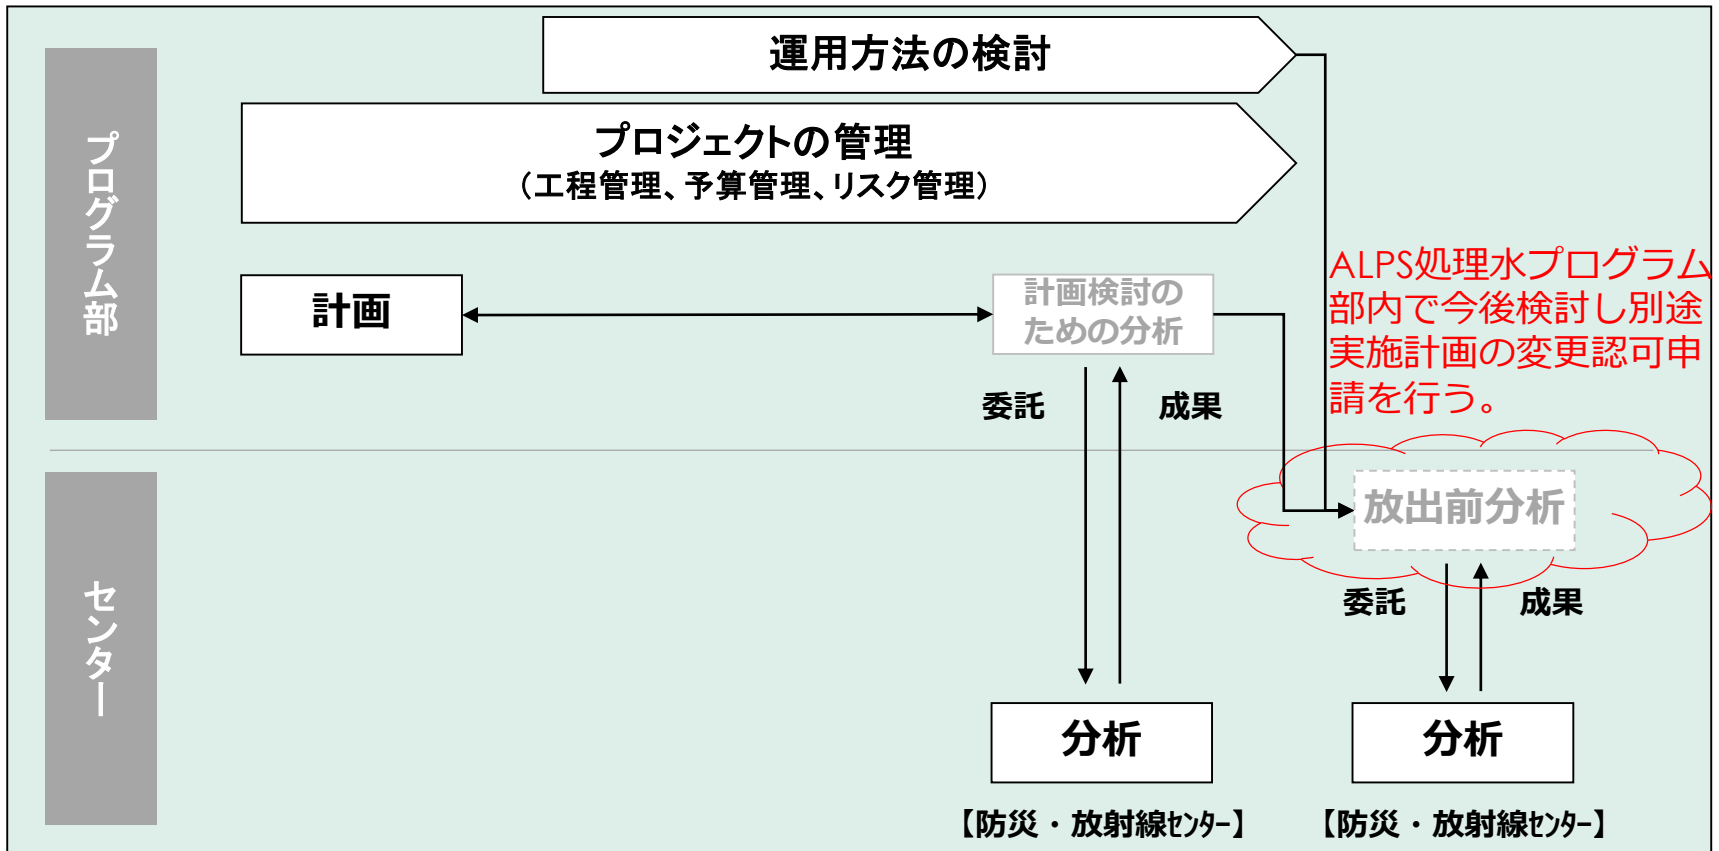 運用方法の検討
プロジェクトの管理
（工程管理、予算管理、リスク管理）
プログラム部
計画
計画検討の
ための分析
ALPS処理水プログラム
部内で今後検討し別途
実施計画の変更認可申
請を行う。
委託
成果
放出前分析
委託
成果
センター
分析
分析
【防災・放射線ｾﾝﾀｰ】
【防災・放射線ｾﾝﾀｰ】